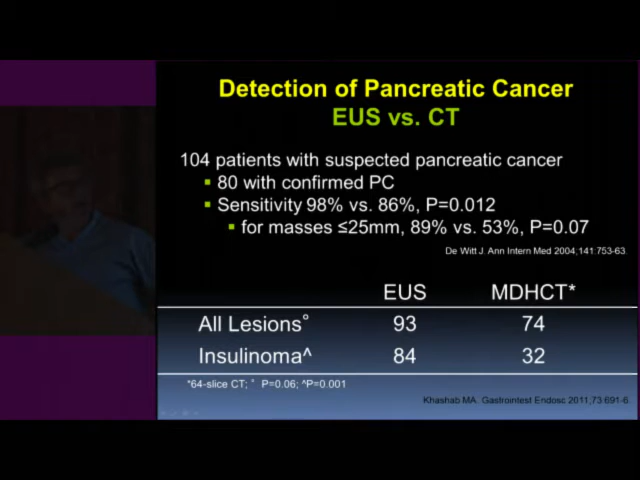 Detection of Pancreatic Cancer
EUS vs. CT
104 patients with suspected pancreatic cancer
▪ 80 with confirmed PC
▪ Sensitivity 98% vs. 86%, P=0.012
▪ for masses ≤25mm, 89% vs. 53%, P=0.07
De Witt J. Ann Intern Med 2004;141:753-63.
EUS MDHCT*
All Lesions° 93 74
Insulinoma^ 84 32
*64-slice CT; ° P=0.06; ^P=0.001
Khashab MA. Gastrointest Endosc 2011;73:691-6